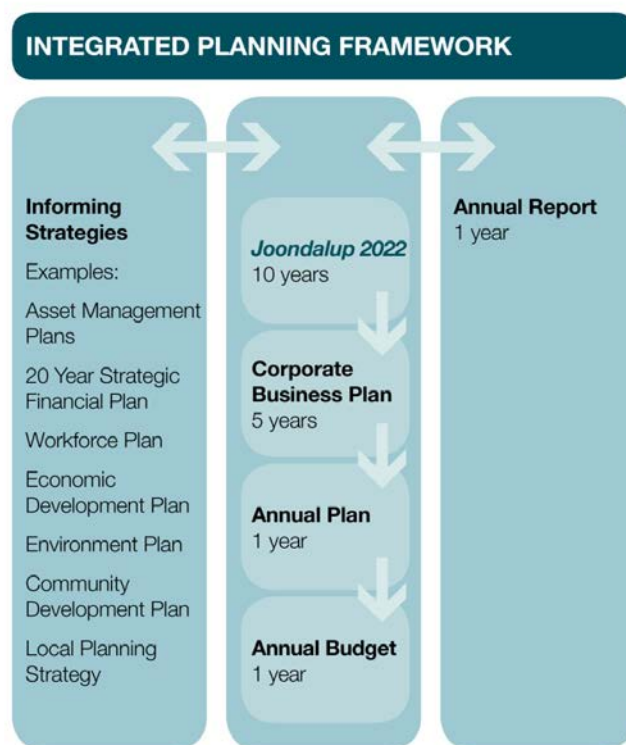 INTEGRATED PLANNING FRAMEWORK
Informing
Strategies
Examples:
Asset Management
Plans
20 Year Strategic
Financial Plan
Workforce Plan
Economic
Development Plan
Environment Plan
Community
Development Plan
Local Planning
Strategy
Joondalup 2022
10 years
Corporate
Business Plan
5 years
Annual Plan
1 year
Annual Budget
1 year
Annual Report
1 year